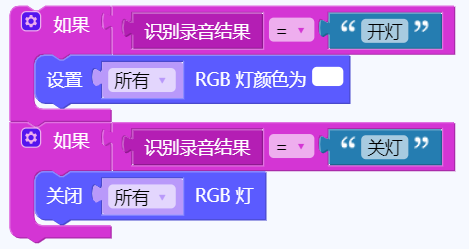 如果 识别录音结果 = “ 开灯 ”
设置 所有 RGB 灯颜色为
如果 识别录音结果 = “ 关灯 ”
关闭 所有 RGB 灯